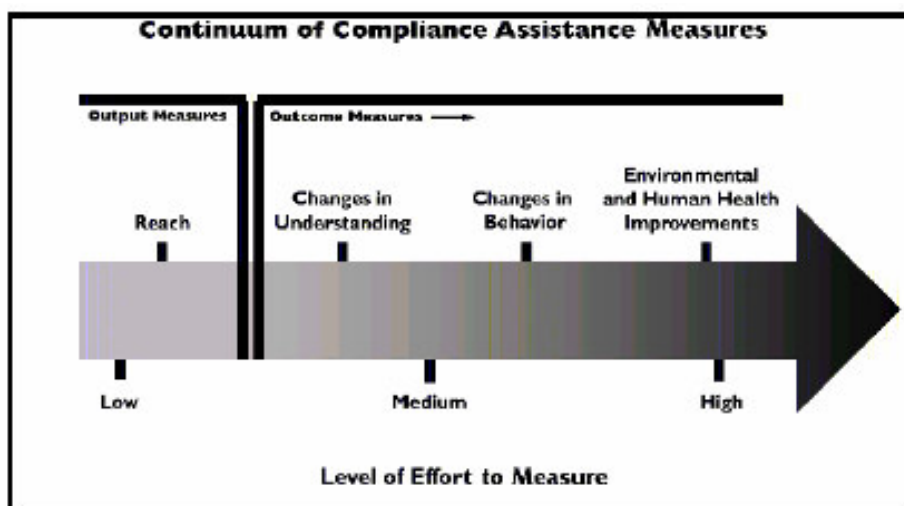 Continuum of Compliance Assistance Measures
Output Measures
Outcome Measures
Reach
Changes in
Understanding
Changes in
Behavior
Environmental
and Human Health
Improvements
Low
Medium
High
Level of Effort to Measure